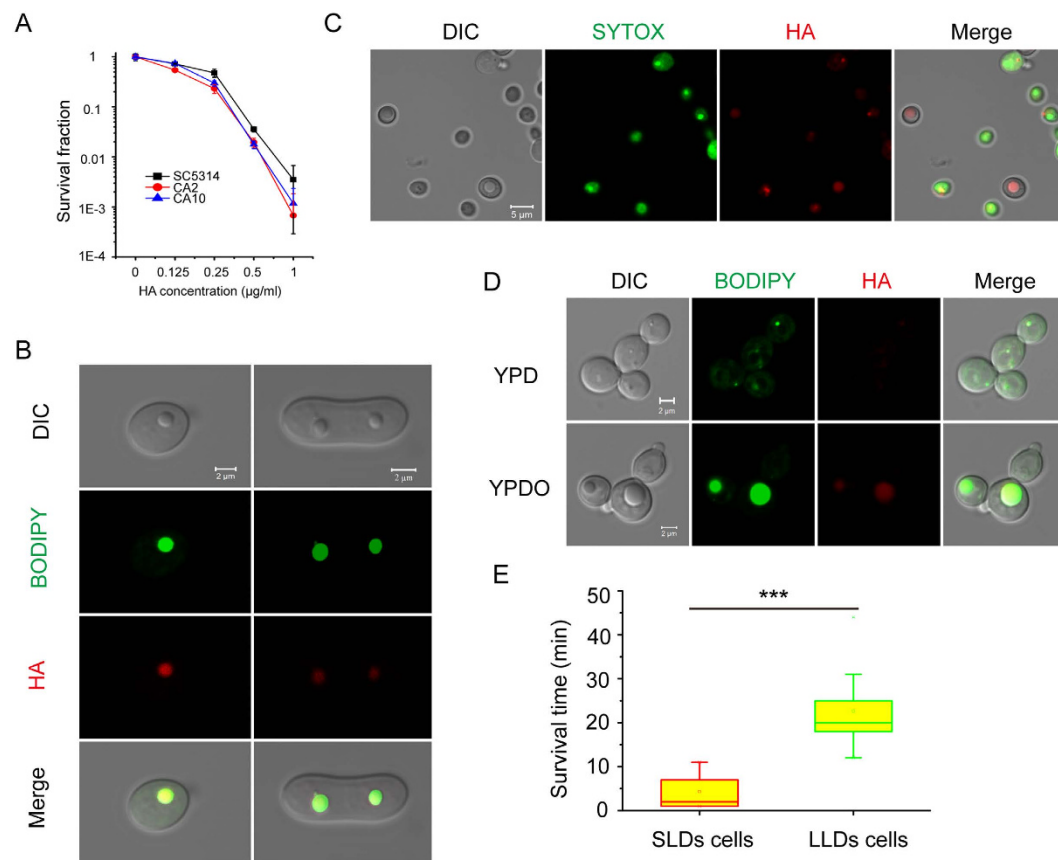 A
Survival fraction
1
0.1
0.01
1E-3
1E-4
SC5314
CA2
CA10
0 0.125 0.25 0.5 1
HA concentration (µg/ml)
B
DIC
2 µm
2 µm
BODIPY
HA
Merge
C
DIC SYTOX HA Merge
5 µm
D
DIC BODIPY HA Merge
YPD
2 µm
YPDO
2 µm
E
Survival time (min)
50
40
30
20
10
0
***
SLDs cells LLDs cells